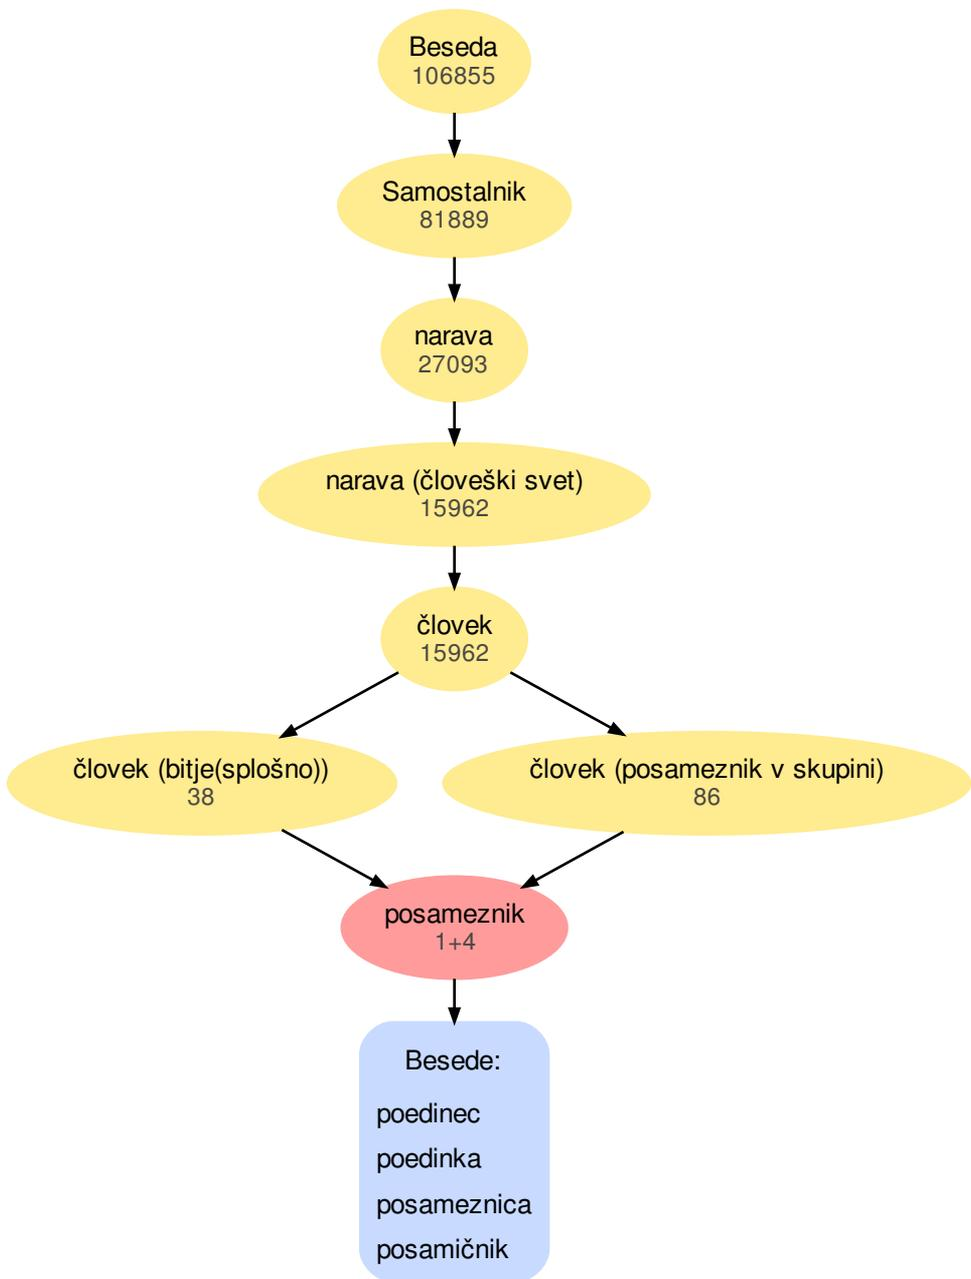 Beseda
106855
Samostalnik
81889
narava
27093
narava (človeški svet)
15962
človek
15962
človek (bitje(splošno))
38
človek (posameznik v skupini)
86
posameznik
1+4
Besede:
poedinec
poedinka
posameznica
posamičnik